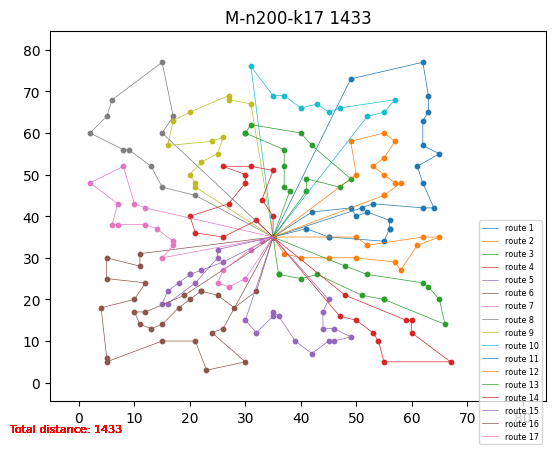 M-n200-k17 1433
80
70
60
50
40
30
20
10
0
0 10 20 30 40 50 60 70 80
route 1
route 2
route 3
route 4
route 5
route 6
route 7
route 8
route 9
route 10
route 11
route 12
route 13
route 14
route 15
route 16
route 17
Total distance: 1433